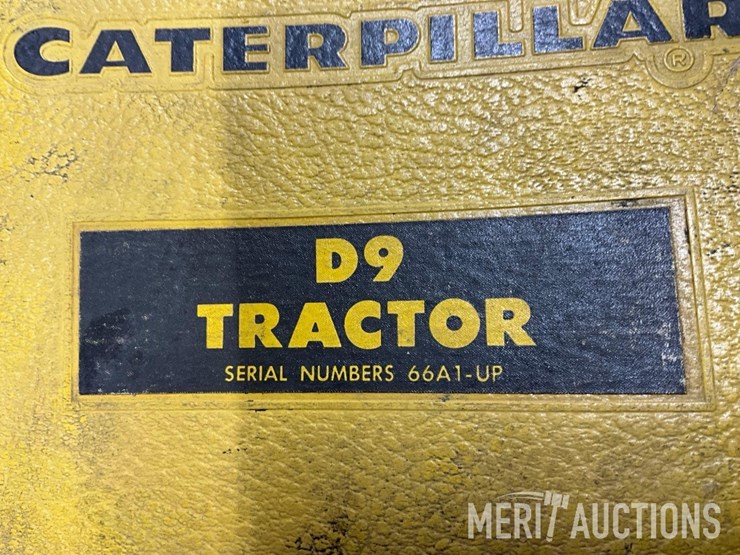 CATERPILLAR
®
D9
TRACTOR
SERIAL NUMBERS 66A1-UP
MERIT AUCTIONS